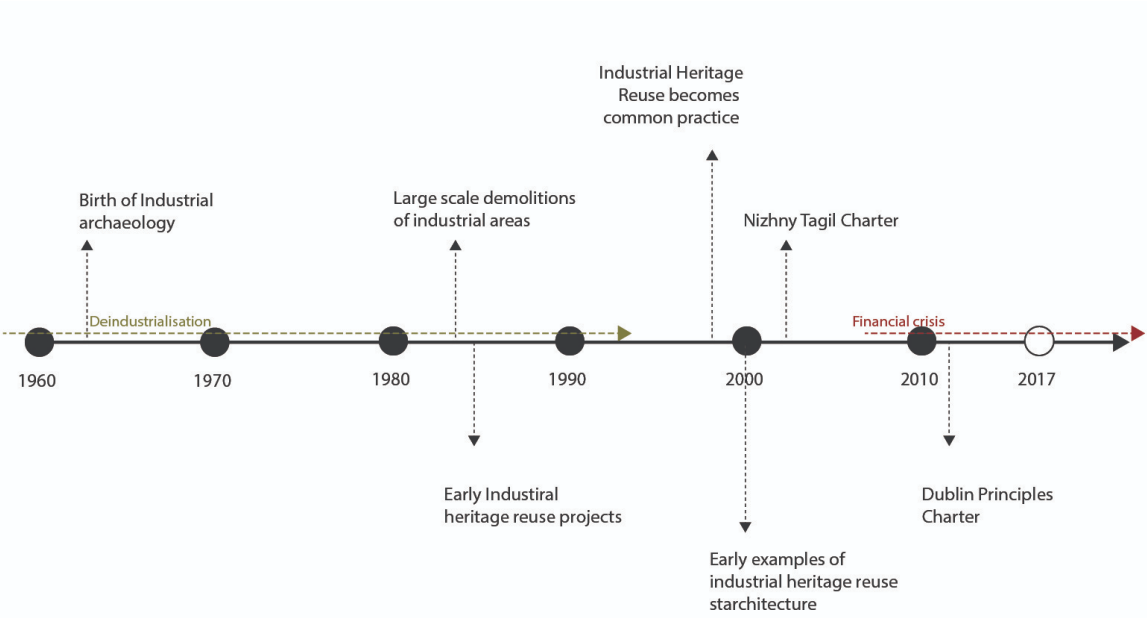 Industrial Heritage
Reuse becomes
common practice
Birth of Industrial
archaeology
Large scale demolitions
of industrial areas
Nizhny Tagil Charter
Deindustrialisation
Financial crisis
1960
1970
1980
1990
2000
2010
2017
Early Industiral
heritage reuse projects
Dublin Principles
Charter
Early examples of
industrial heritage reuse
starchitecture